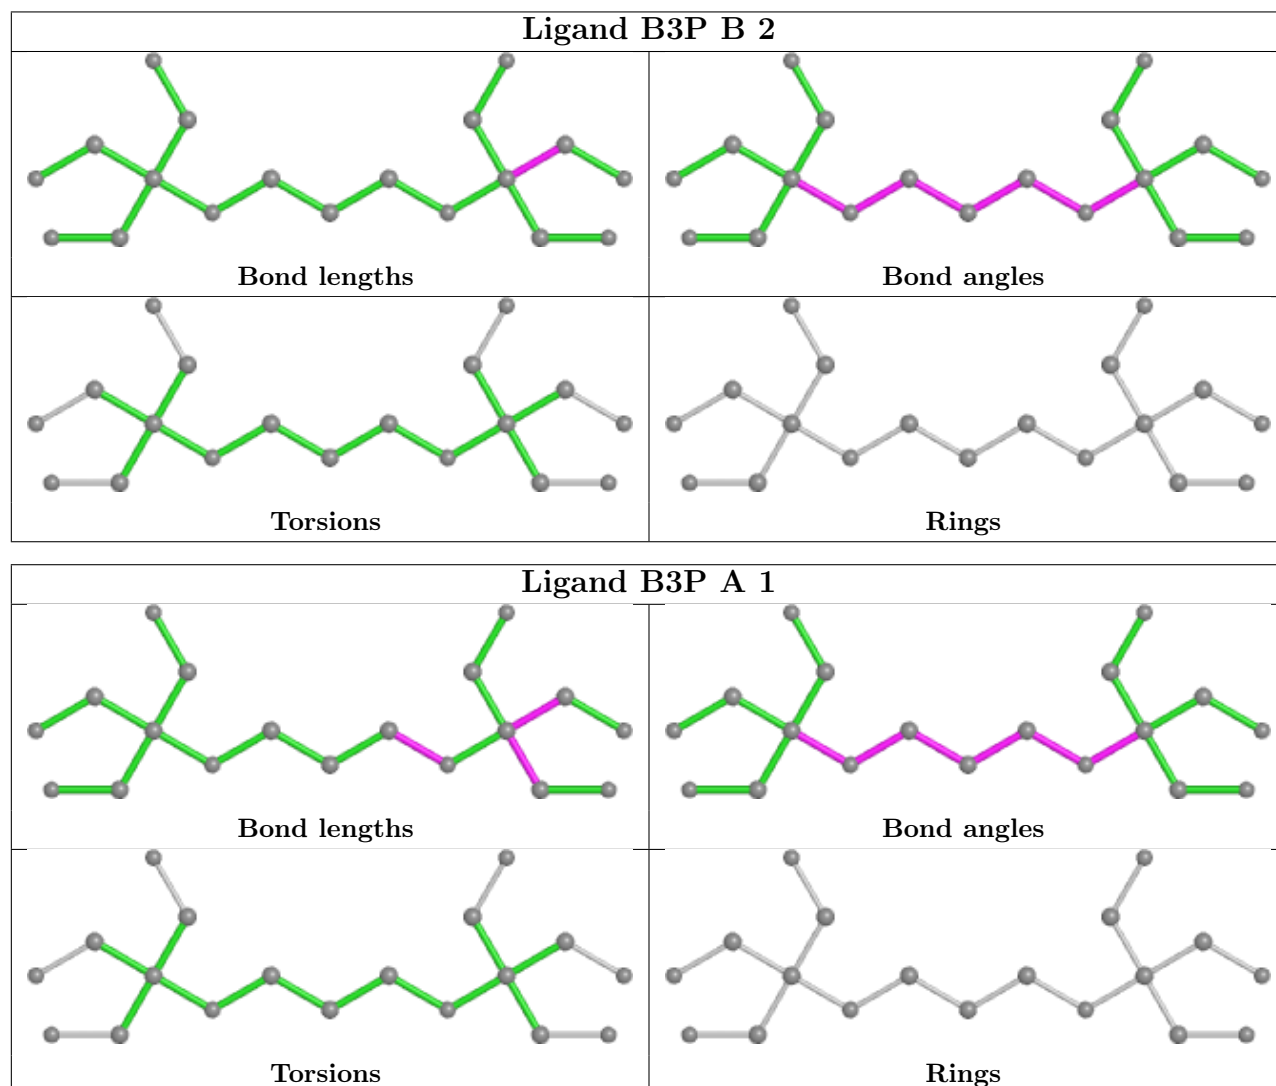 Ligand B3P B 2
Bond lengths
Bond angles
Torsions
Rings
Ligand B3P A 1
Bond lengths
Bond angles
Torsions
Rings